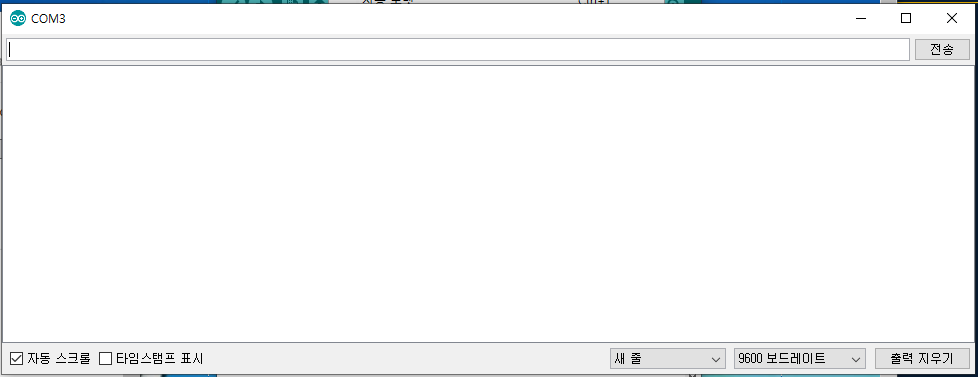 COM3
전송
자동 스크롤
타임스탬프 표시
새 줄
9600 보드레이트
출력 지우기